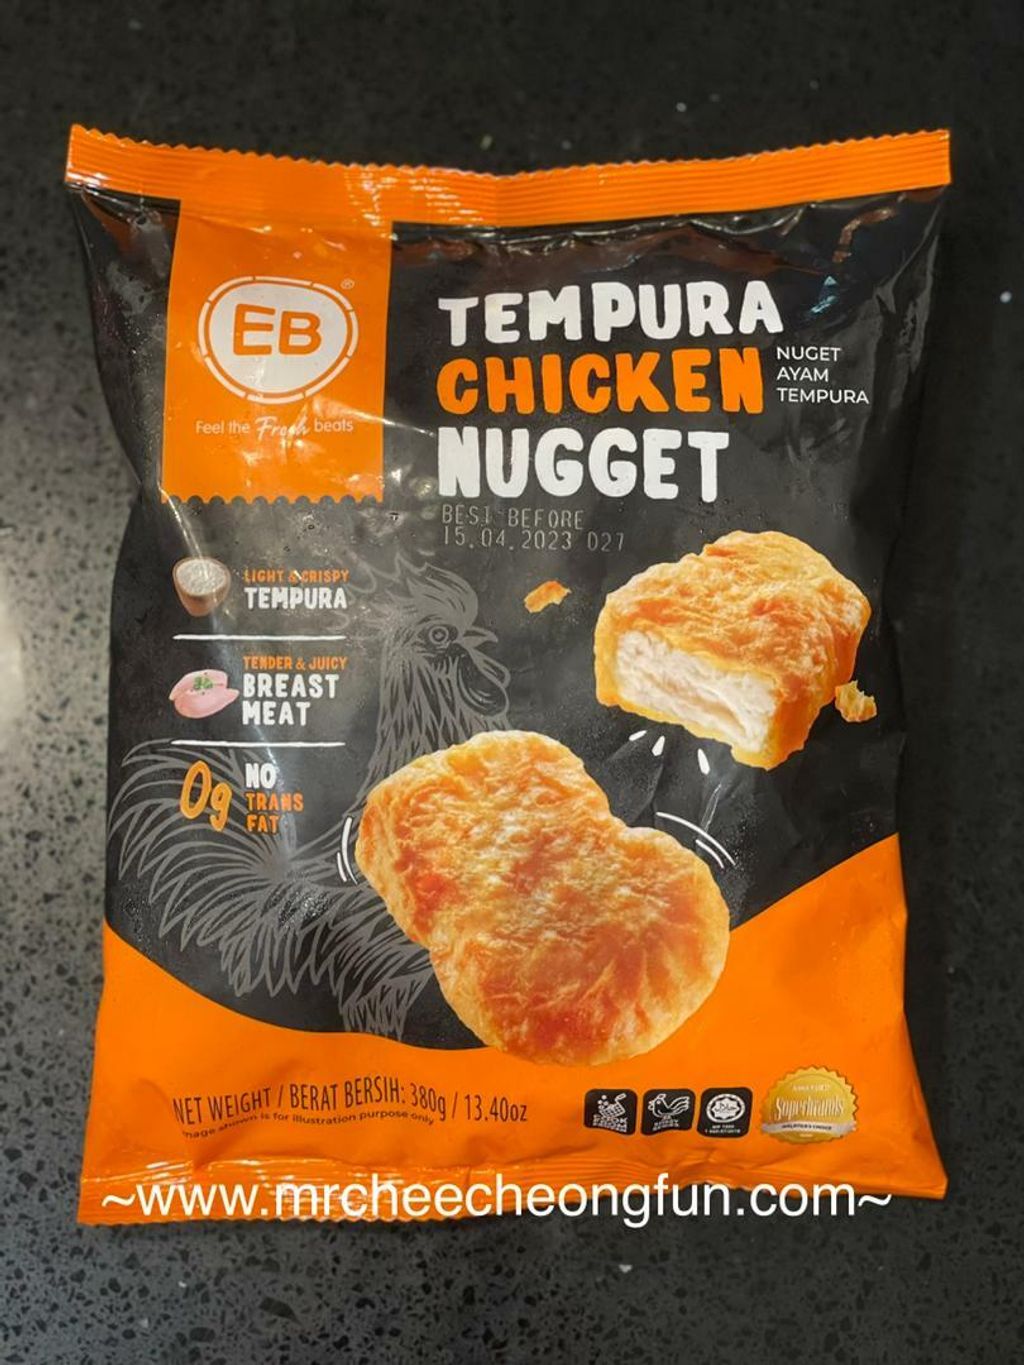 EB
®
Feel the Fresh beats
TEMPURA
CHICKEN
NUGGET
NUGET
AYAM
TEMPURA
BEST BEFORE
15.04.2023 027
LIGHT & CRISPY
TEMPURA
TENDER & JUICY
BREAST
MEAT
0g
NO
TRANS
FAT
NET WEIGHT / BERAT BERSIH: 380g / 13.40oz
Image shown is for illustration purpose only
Superbrands
MALAYSIA'S CHOICE
~www.mrcheecheongfun.com~